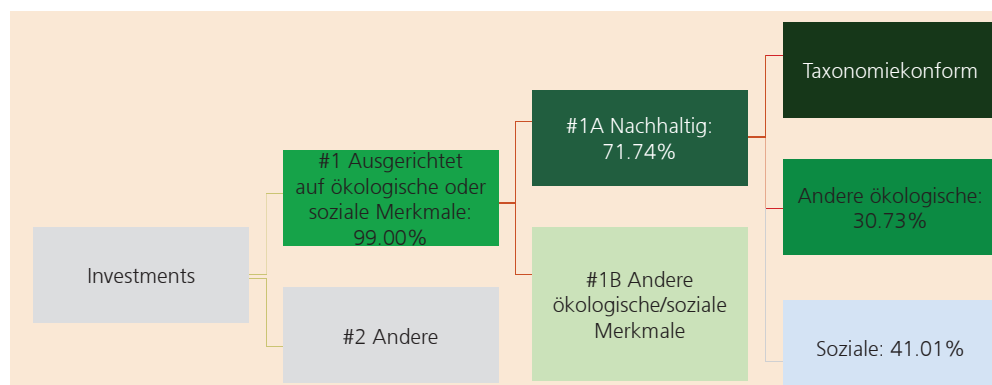 Investments
#1 Ausgerichtet
auf ökologische oder
soziale Merkmale:
99.00%
#2 Andere
#1A Nachhaltig:
71.74%
#1B Andere
ökologische/soziale
Merkmale
Taxonomiekonform
Andere ökologische:
30.73%
Soziale: 41.01%